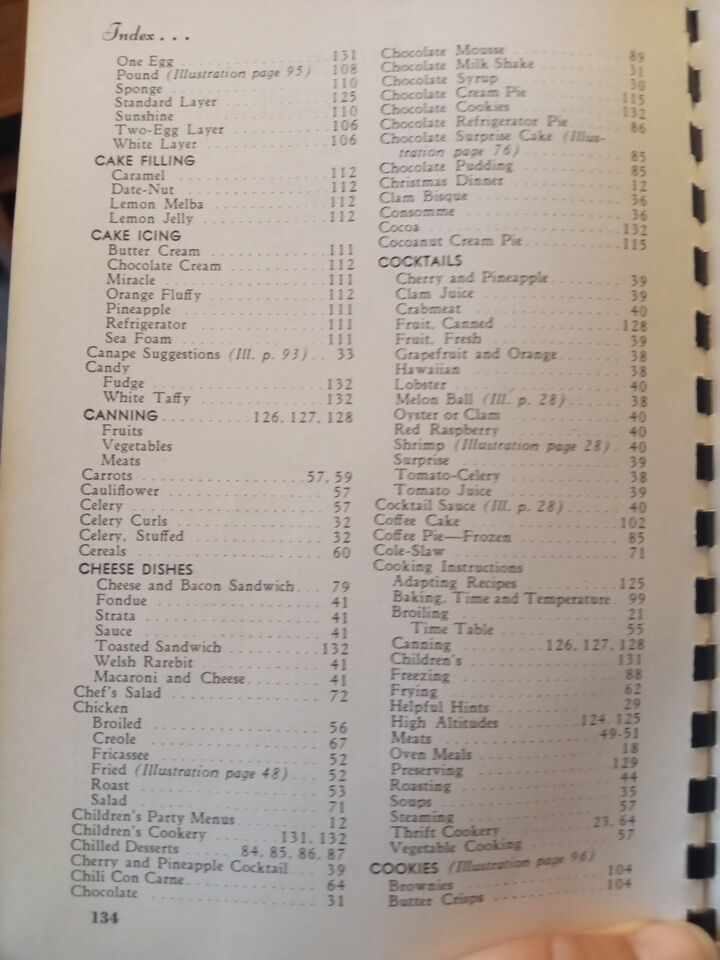 Index...
One Egg 131
Pound (Illustration page 95) 108
Sponge 110
Standard Layer 125
Sunshine 110
Two-Egg Layer 106
White Layer 106
CAKE FILLING
Caramel 112
Date-Nut 112
Lemon Melba 112
Lemon Jelly 112
CAKE ICING
Butter Cream 111
Chocolate Cream 112
Miracle 111
Orange Fluffy 112
Pineapple 111
Refrigerator 111
Sea Foam 111
Canape Suggestions (Ill. p. 93) 33
Candy
Fudge 132
White Taffy 132
CANNING 126, 127, 128
Fruits
Vegetables
Meats
Carrots 57, 59
Cauliflower 57
Celery 57
Celery Curls 32
Celery, Stuffed 32
Cereals 60
CHEESE DISHES
Cheese and Bacon Sandwich 79
Fondue 41
Strata 41
Sauce 41
Toasted Sandwich 132
Welsh Rarebit 41
Macaroni and Cheese 41
Chef's Salad 72
Chicken
Broiled 56
Creole 67
Fricassee 52
Fried (Illustration page 48) 52
Roast 53
Salad 71
Children's Party Menus 12
Children's Cookery 131, 132
Chilled Desserts 84, 85, 86, 87
Cherry and Pineapple Cocktail 39
Chili Con Carne 64
Chocolate 31
134
Chocolate Mousse 89
Chocolate Milk Shake 31
Chocolate Syrup 30
Chocolate Cream Pie 115
Chocolate Cookies 132
Chocolate Refrigerator Pie 86
Chocolate Surprise Cake (Illus-
tration page 76) 85
Chocolate Pudding 85
Christmas Dinner 12
Clam Bisque 36
Consomme 36
Cocoa 132
Cocoanut Cream Pie 115
COCKTAILS
Cherry and Pineapple 39
Clam Juice 39
Crabmeat 40
Fruit, Canned 128
Fruit, Fresh 39
Grapefruit and Orange 38
Hawaiian 38
Lobster 40
Melon Ball (Ill. p. 28) 38
Oyster or Clam 40
Red Raspberry 40
Shrimp (Illustration page 28) 40
Surprise 39
Tomato-Celery 38
Tomato Juice 39
Cocktail Sauce (Ill. p. 28) 40
Coffee Cake 102
Coffee Pie—Frozen 85
Cole-Slaw 71
Cooking Instructions
Adapting Recipes 125
Baking, Time and Temperature 99
Broiling 21
Time Table 55
Canning 126, 127, 128
Children's 131
Freezing 88
Frying 62
Helpful Hints 29
High Altitudes 124, 125
Meats 49-51
Oven Meals 18
Preserving 129
Roasting 44
Soups 35
Steaming 57
Thrift Cookery 23, 64
Vegetable Cooking 57
COOKIES (Illustration page 96)
Brownies 104
Butter Crisps 104